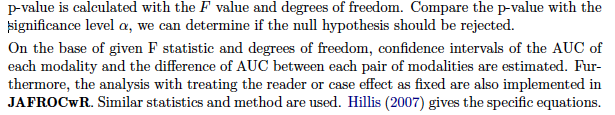 p-value is calculated with the F value and degrees of freedom. Compare the p-value with the
significance level α, we can determine if the null hypothesis should be rejected.
On the base of given F statistic and degrees of freedom, confidence intervals of the AUC of
each modality and the difference of AUC between each pair of modalities are estimated. Fur-
thermore, the analysis with treating the reader or case effect as fixed are also implemented in
JAFROCwR. Similar statistics and method are used. Hillis (2007) gives the specific equations.